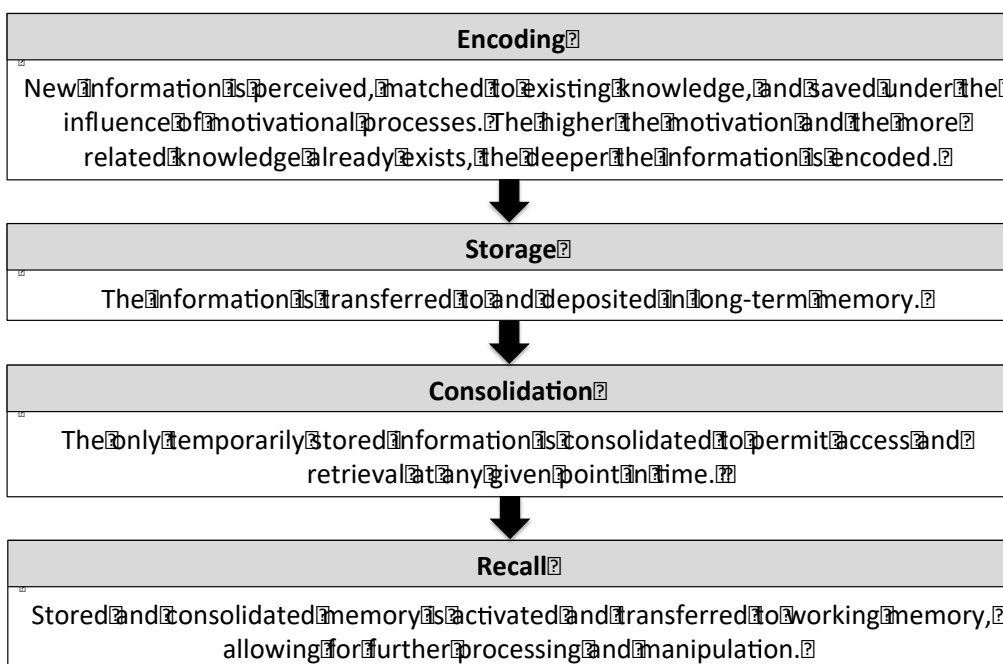 Encoding
New information is perceived, matched to existing knowledge, and saved under the
influence of motivational processes. The higher the motivation and the more
related knowledge already exists, the deeper the information is encoded.
Storage
The information is transferred to and deposited in long-term memory.
Consolidation
The only temporarily stored information is consolidated to permit access and
retrieval at any given point in time.
Recall
Stored and consolidated memory is activated and transferred to working memory,
allowing for further processing and manipulation.